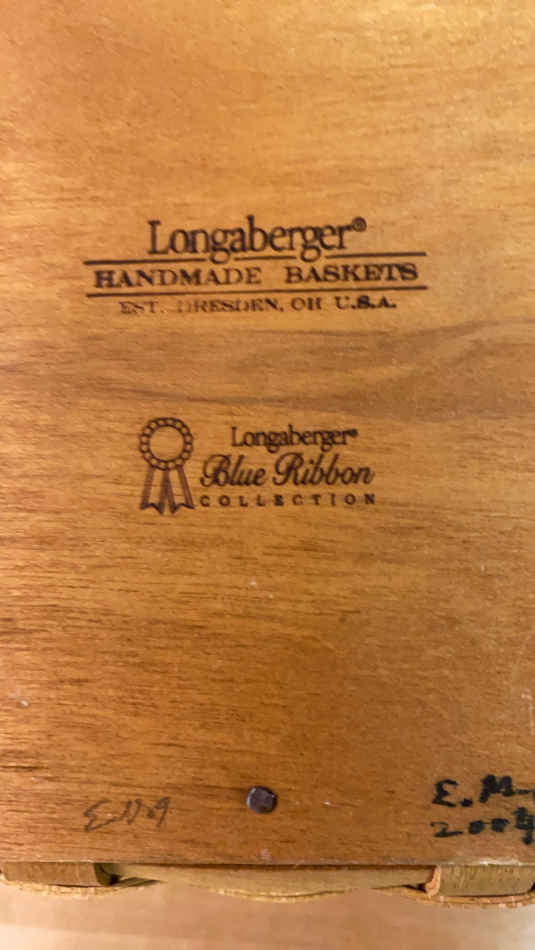 Longaberger®
HANDMADE BASKETS
EST. DRESDEN, OH U.S.A.
Longaberger®
Blue Ribbon
COLLECTION
E. M